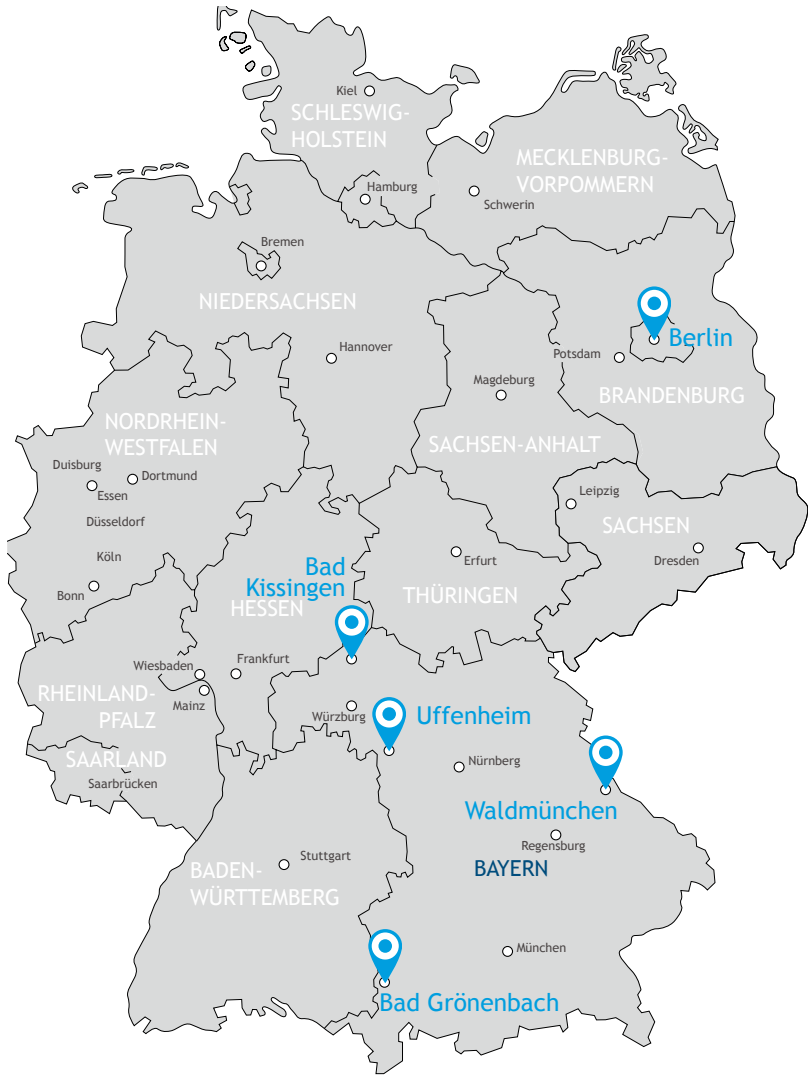 Kiel
SCHLESWIG-
HOLSTEIN
MECKLENBURG-
VORPOMMERN
Hamburg
Schwerin
Bremen
NIEDERSACHSEN
Berlin
Hannover
Potsdam
Magdeburg
BRANDENBURG
NORDRHEIN-
WESTFALEN
SACHSEN-ANHALT
Duisburg
Dortmund
Essen
Leipzig
Düsseldorf
SACHSEN
Köln
Erfurt
Dresden
Bad
Kissingen
Bonn
THÜRINGEN
HESSEN
Wiesbaden
Frankfurt
RHEINLAND-
PFALZ
Mainz
Würzburg
Uffenheim
SAARLAND
Nürnberg
Saarbrücken
Waldmünchen
Regensburg
Stuttgart
BADEN-
WÜRTTEMBERG
BAYERN
München
Bad Grönenbach